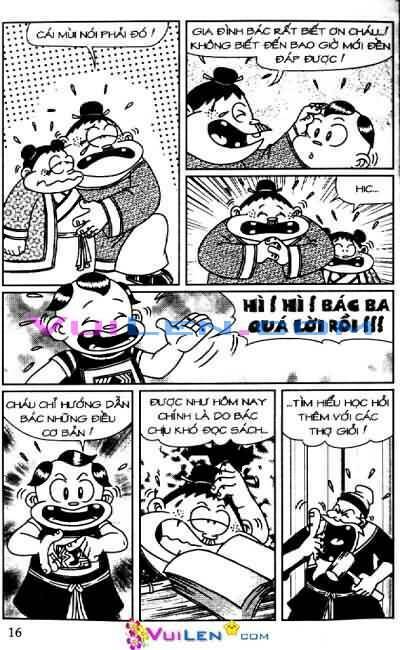 CÁI MÙI NÓI PHẢI ĐÓ !
GIA ĐÌNH BÁC RẤT BIẾT ƠN CHÁU...!
KHÔNG BIẾT ĐẾN BAO GIỜ MỚI ĐỀN
ĐÁP ĐƯỢC !
HIC...
HÌ ! HÌ ! BÁC BA
QUÁ LỜI RỒI !!!
VUILEN.COM
CHÁU CHỈ HƯỚNG DẪN
BÁC NHỮNG ĐIỀU
CƠ BẢN !
ĐƯỢC NHƯ HÔM NAY
CHÍNH LÀ DO BÁC
CHỊU KHÓ ĐỌC SÁCH...
...TÌM HIỂU HỌC HỎI
THÊM VỚI CÁC
THỢ GIỎI !
16
VUILEN.COM